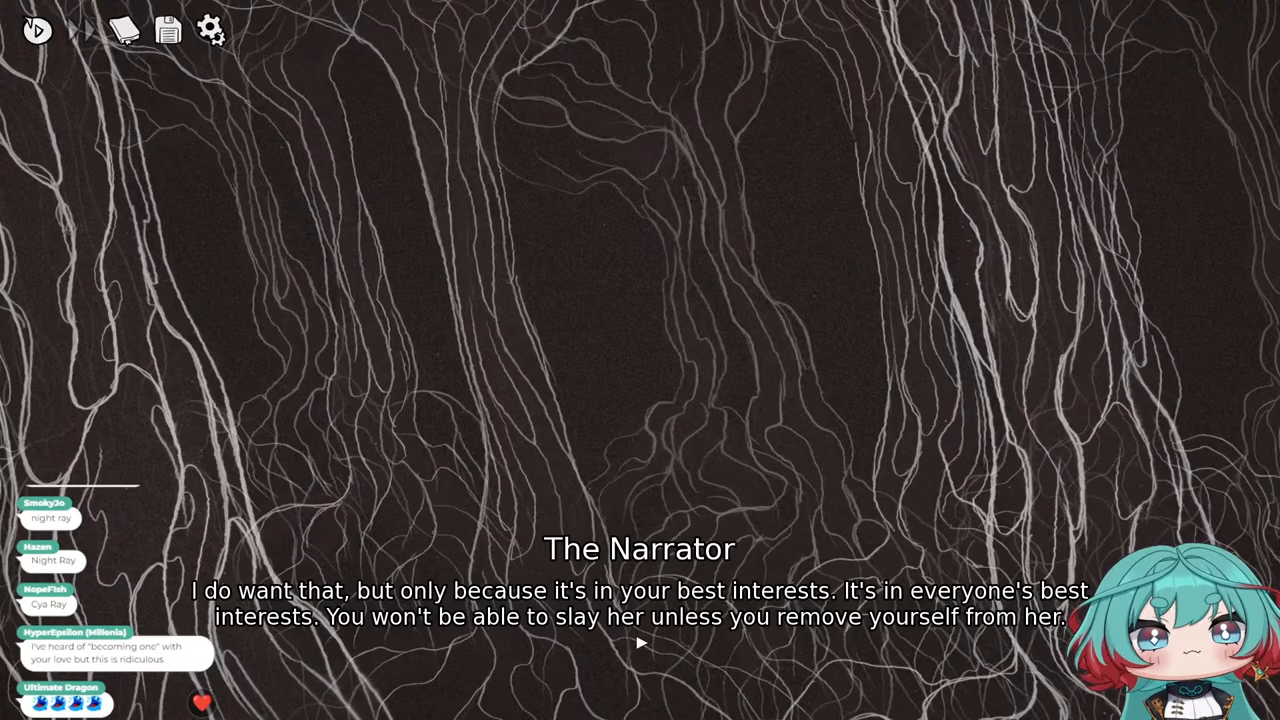 SmokyJo
night ray
Hazen
Night Ray
NopeF1sh
Cya Ray
HyperEpsilon (Millenia)
I've heard of "becoming one" with
your love but this is ridiculous
Ultimate Dragon
The Narrator
I do want that, but only because it's in your best interests. It's in everyone's best
interests. You won't be able to slay her unless you remove yourself from her.